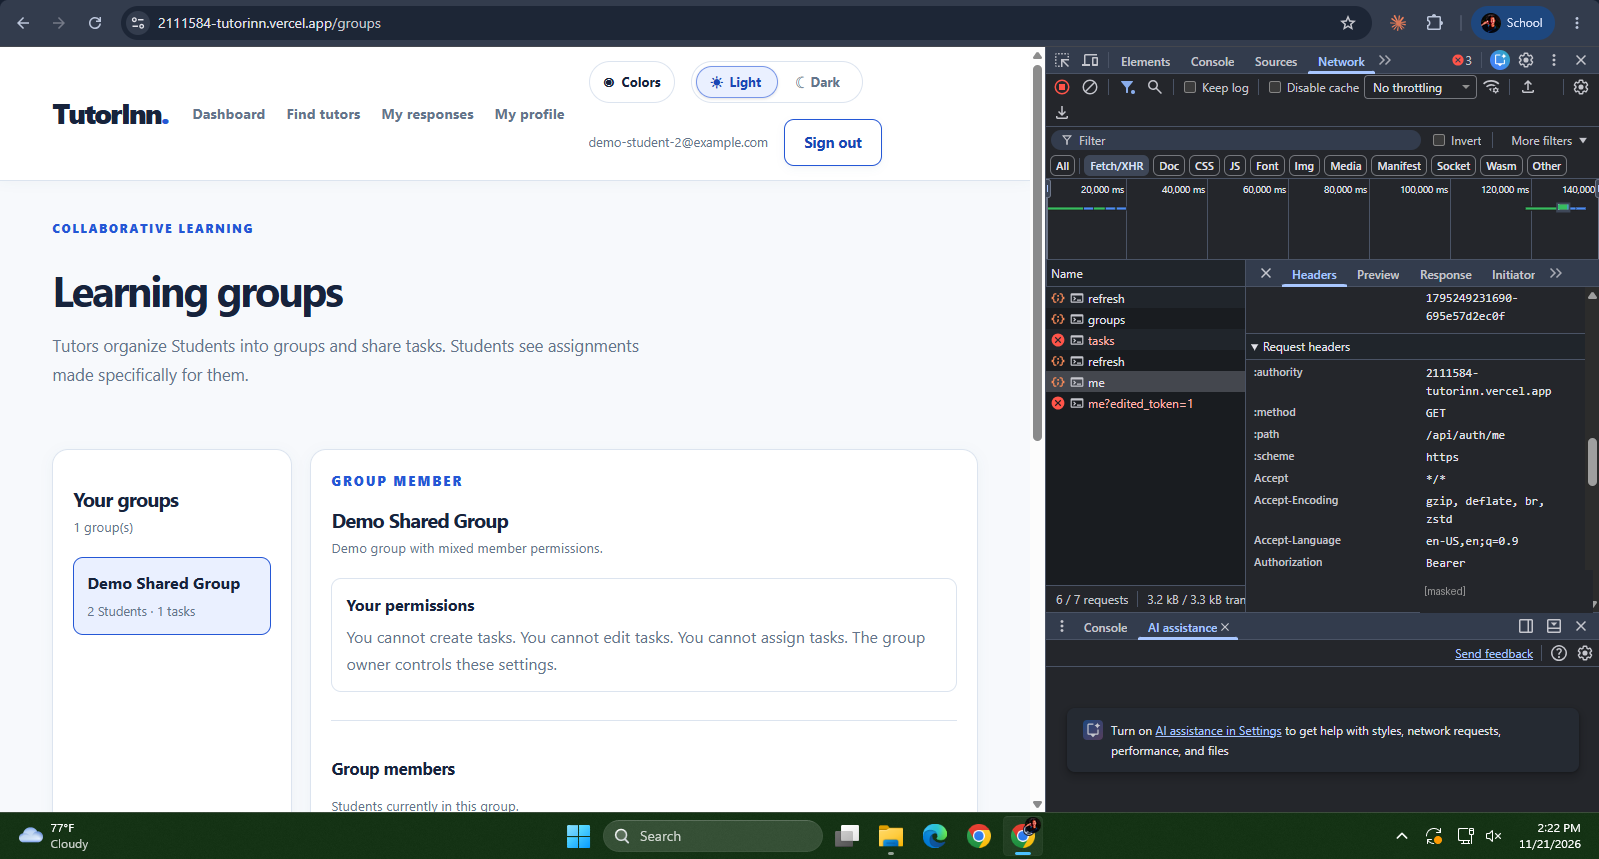 2111584-tutorinn.vercel.app/groups
School
TutorInn.
Dashboard
Find tutors
My responses
My profile
Colors
Light
Dark
demo-student-2@example.com
Sign out
COLLABORATIVE LEARNING
Learning groups
Tutors organize Students into groups and share tasks. Students see assignments
made specifically for them.
Your groups
1 group(s)
Demo Shared Group
2 Students · 1 tasks
GROUP MEMBER
Demo Shared Group
Demo group with mixed member permissions.
Your permissions
You cannot create tasks. You cannot edit tasks. You cannot assign tasks. The group
owner controls these settings.
Group members
Students currently in this group.
Elements
Console
Sources
Network
3
Keep log
Disable cache
No throttling
Filter
Invert
More filters
All
Fetch/XHR
Doc
CSS
JS
Font
Img
Media
Manifest
Socket
Wasm
Other
20,000 ms
40,000 ms
60,000 ms
80,000 ms
100,000 ms
120,000 ms
140,000
Name
refresh
groups
tasks
refresh
me
me?edited_token=1
6 / 7 requests
3.2 kB / 3.3 kB tran
Headers
Preview
Response
Initiator
1795249231690-
695e57d2ec0f
Request headers
:authority
2111584-
tutorinn.vercel.app
:method
GET
:path
/api/auth/me
:scheme
https
Accept
*/*
Accept-Encoding
gzip, deflate, br,
zstd
Accept-Language
en-US,en;q=0.9
Authorization
Bearer
[masked]
Console
AI assistance
Send feedback
Turn on AI assistance in Settings to get help with styles, network requests,
performance, and files
77°F
Cloudy
Search
2:22 PM
11/21/2026